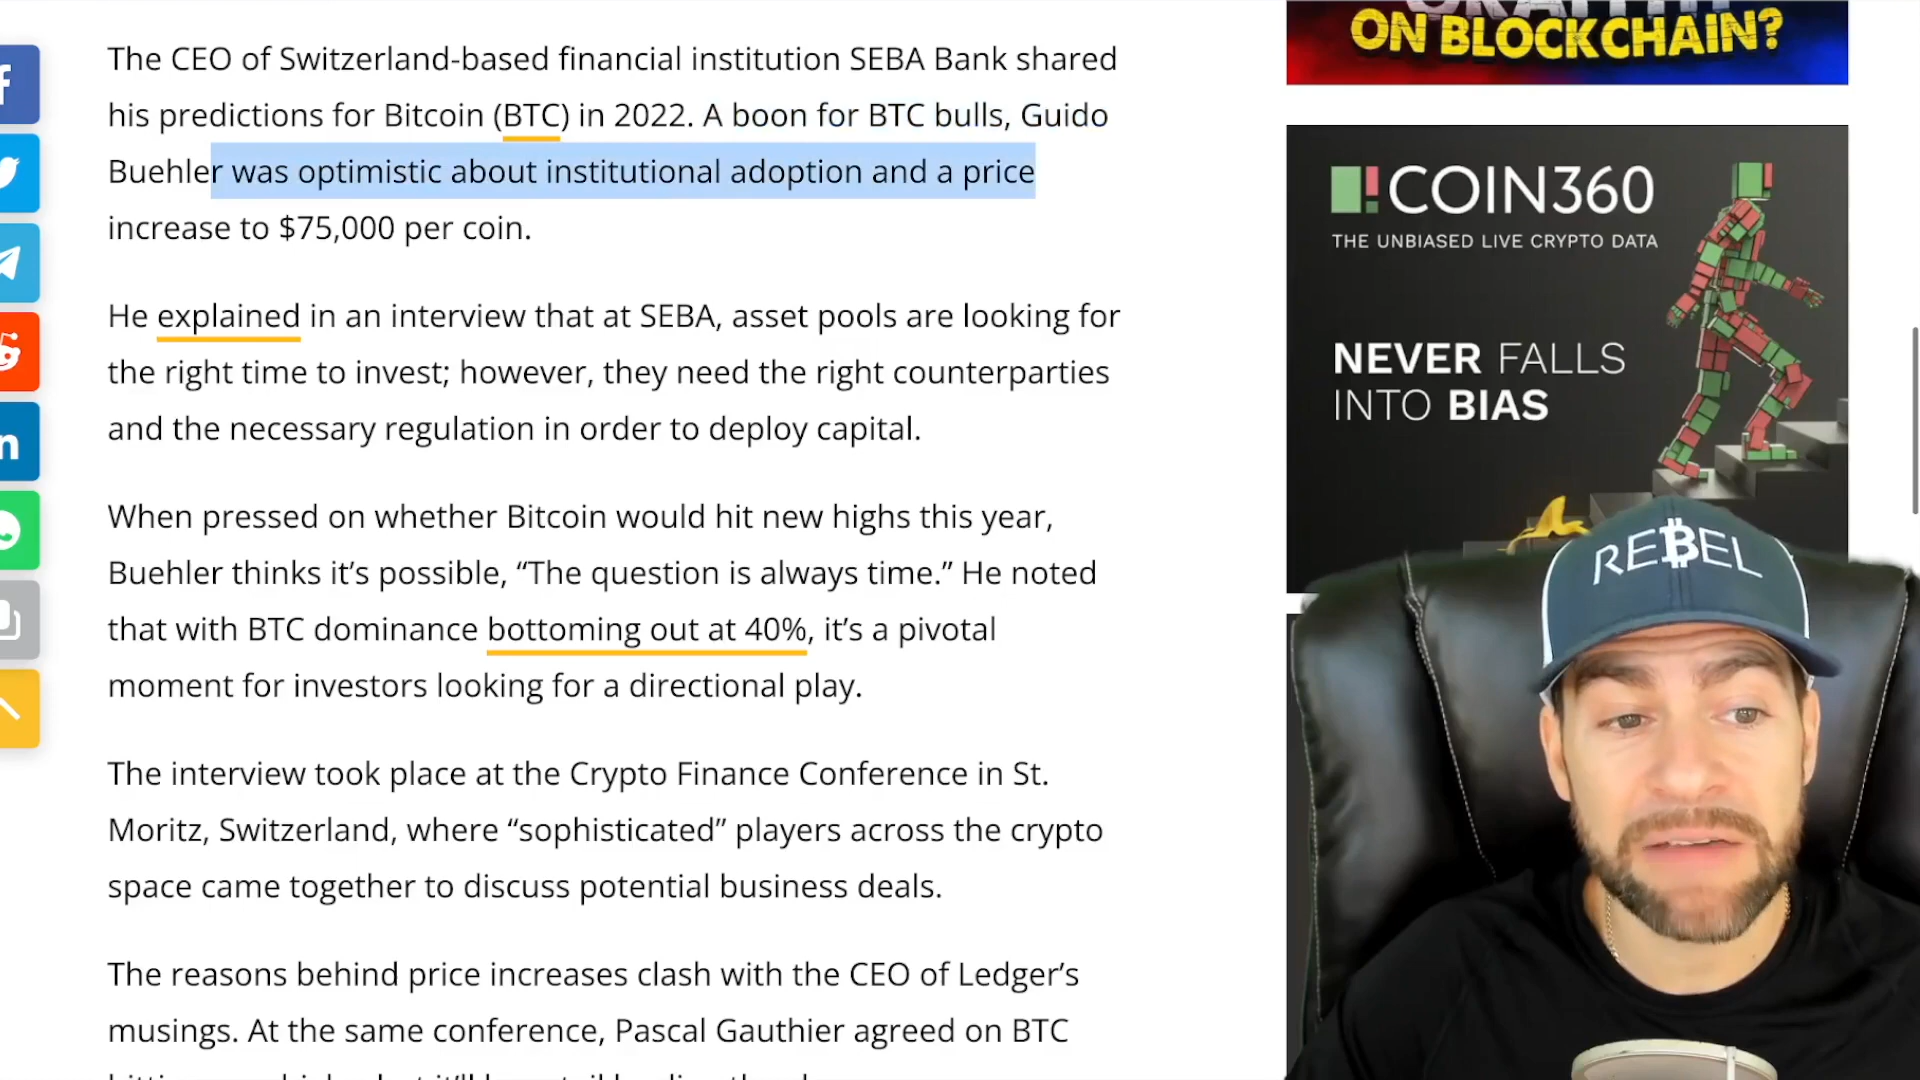 The CEO of Switzerland-based financial institution SEBA Bank shared
his predictions for Bitcoin (BTC) in 2022. A boon for BTC bulls, Guido
Buehler was optimistic about institutional adoption and a price
increase to $75,000 per coin.
He explained in an interview that at SEBA, asset pools are looking for
the right time to invest; however, they need the right counterparties
and the necessary regulation in order to deploy capital.
When pressed on whether Bitcoin would hit new highs this year,
Buehler thinks it’s possible, “The question is always time.” He noted
that with BTC dominance bottoming out at 40%, it’s a pivotal
moment for investors looking for a directional play.
The interview took place at the Crypto Finance Conference in St.
Moritz, Switzerland, where “sophisticated” players across the crypto
space came together to discuss potential business deals.
The reasons behind price increases clash with the CEO of Ledger’s
musings. At the same conference, Pascal Gauthier agreed on BTC
ON BLOCKCHAIN?
COIN360
THE UNBIASED LIVE CRYPTO DATA
NEVER FALLS
INTO BIAS
REBEL